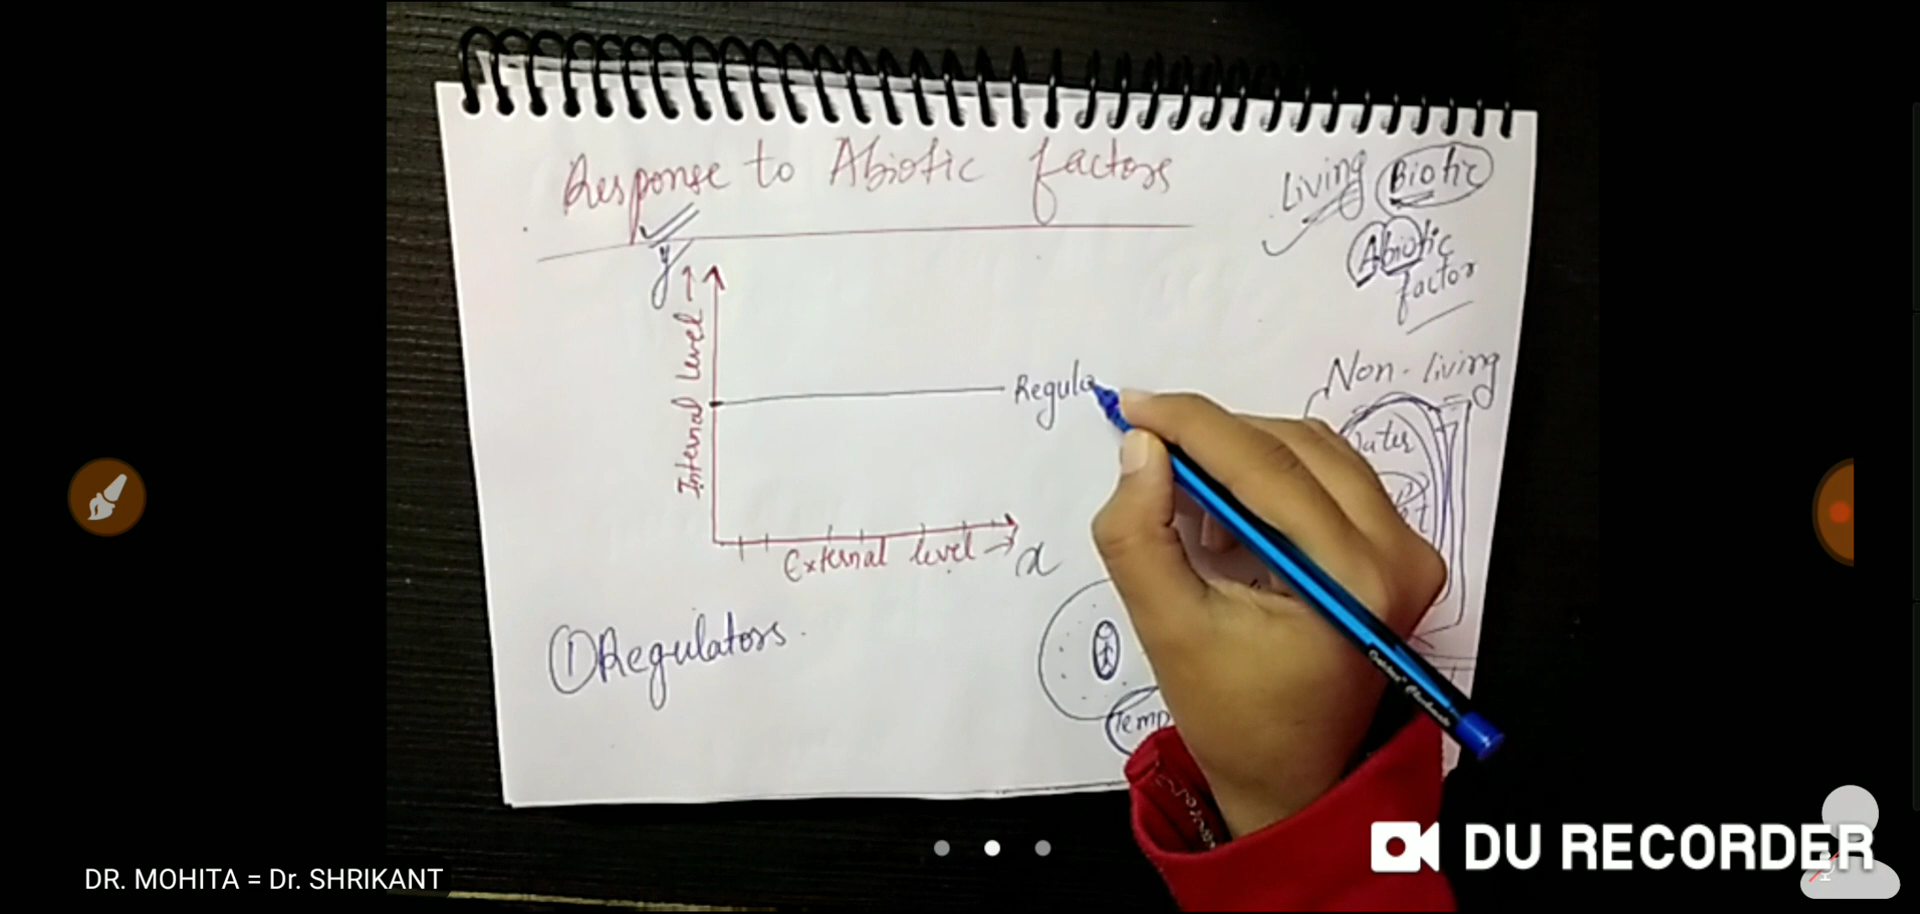 Response to Abiotic factors
Living Biotic
Abiotic
factor
y
Internal level →
Regula
Non-living
External level →
x
① Regulators
Temp
DU RECORDER
DR. MOHITA = Dr. SHRIKANT